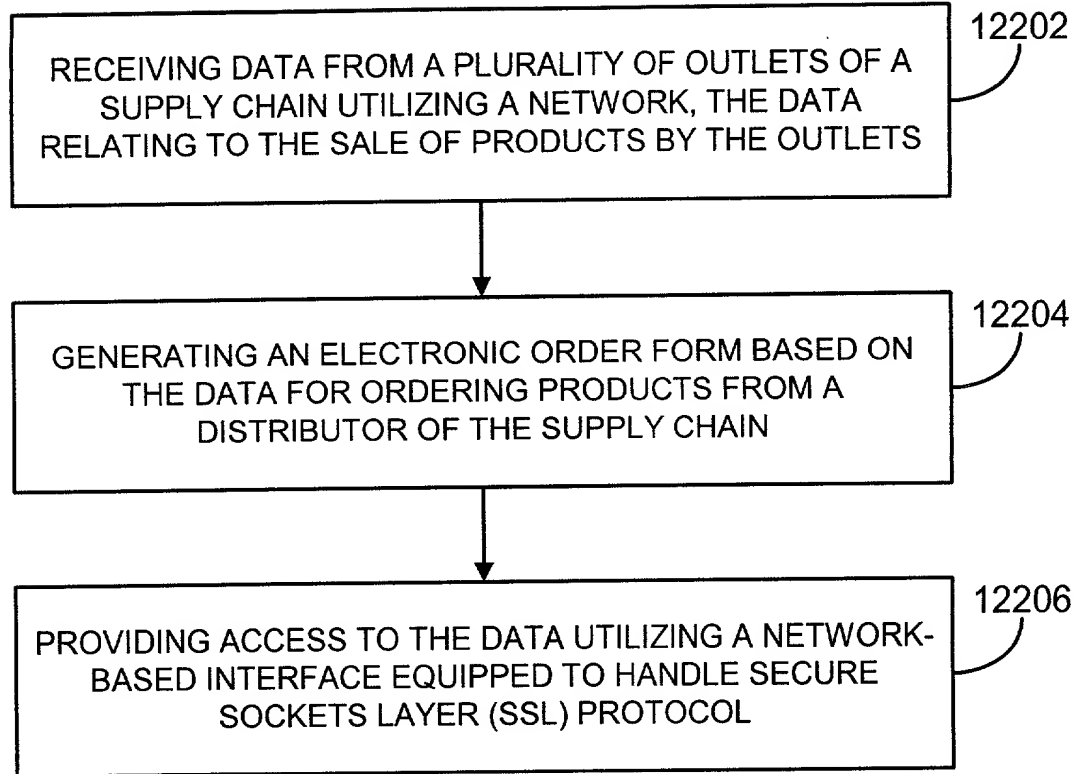 12202
RECEIVING DATA FROM A PLURALITY OF OUTLETS OF A
SUPPLY CHAIN UTILIZING A NETWORK, THE DATA
RELATING TO THE SALE OF PRODUCTS BY THE OUTLETS
12204
GENERATING AN ELECTRONIC ORDER FORM BASED ON
THE DATA FOR ORDERING PRODUCTS FROM A
DISTRIBUTOR OF THE SUPPLY CHAIN
12206
PROVIDING ACCESS TO THE DATA UTILIZING A NETWORK-
BASED INTERFACE EQUIPPED TO HANDLE SECURE
SOCKETS LAYER (SSL) PROTOCOL